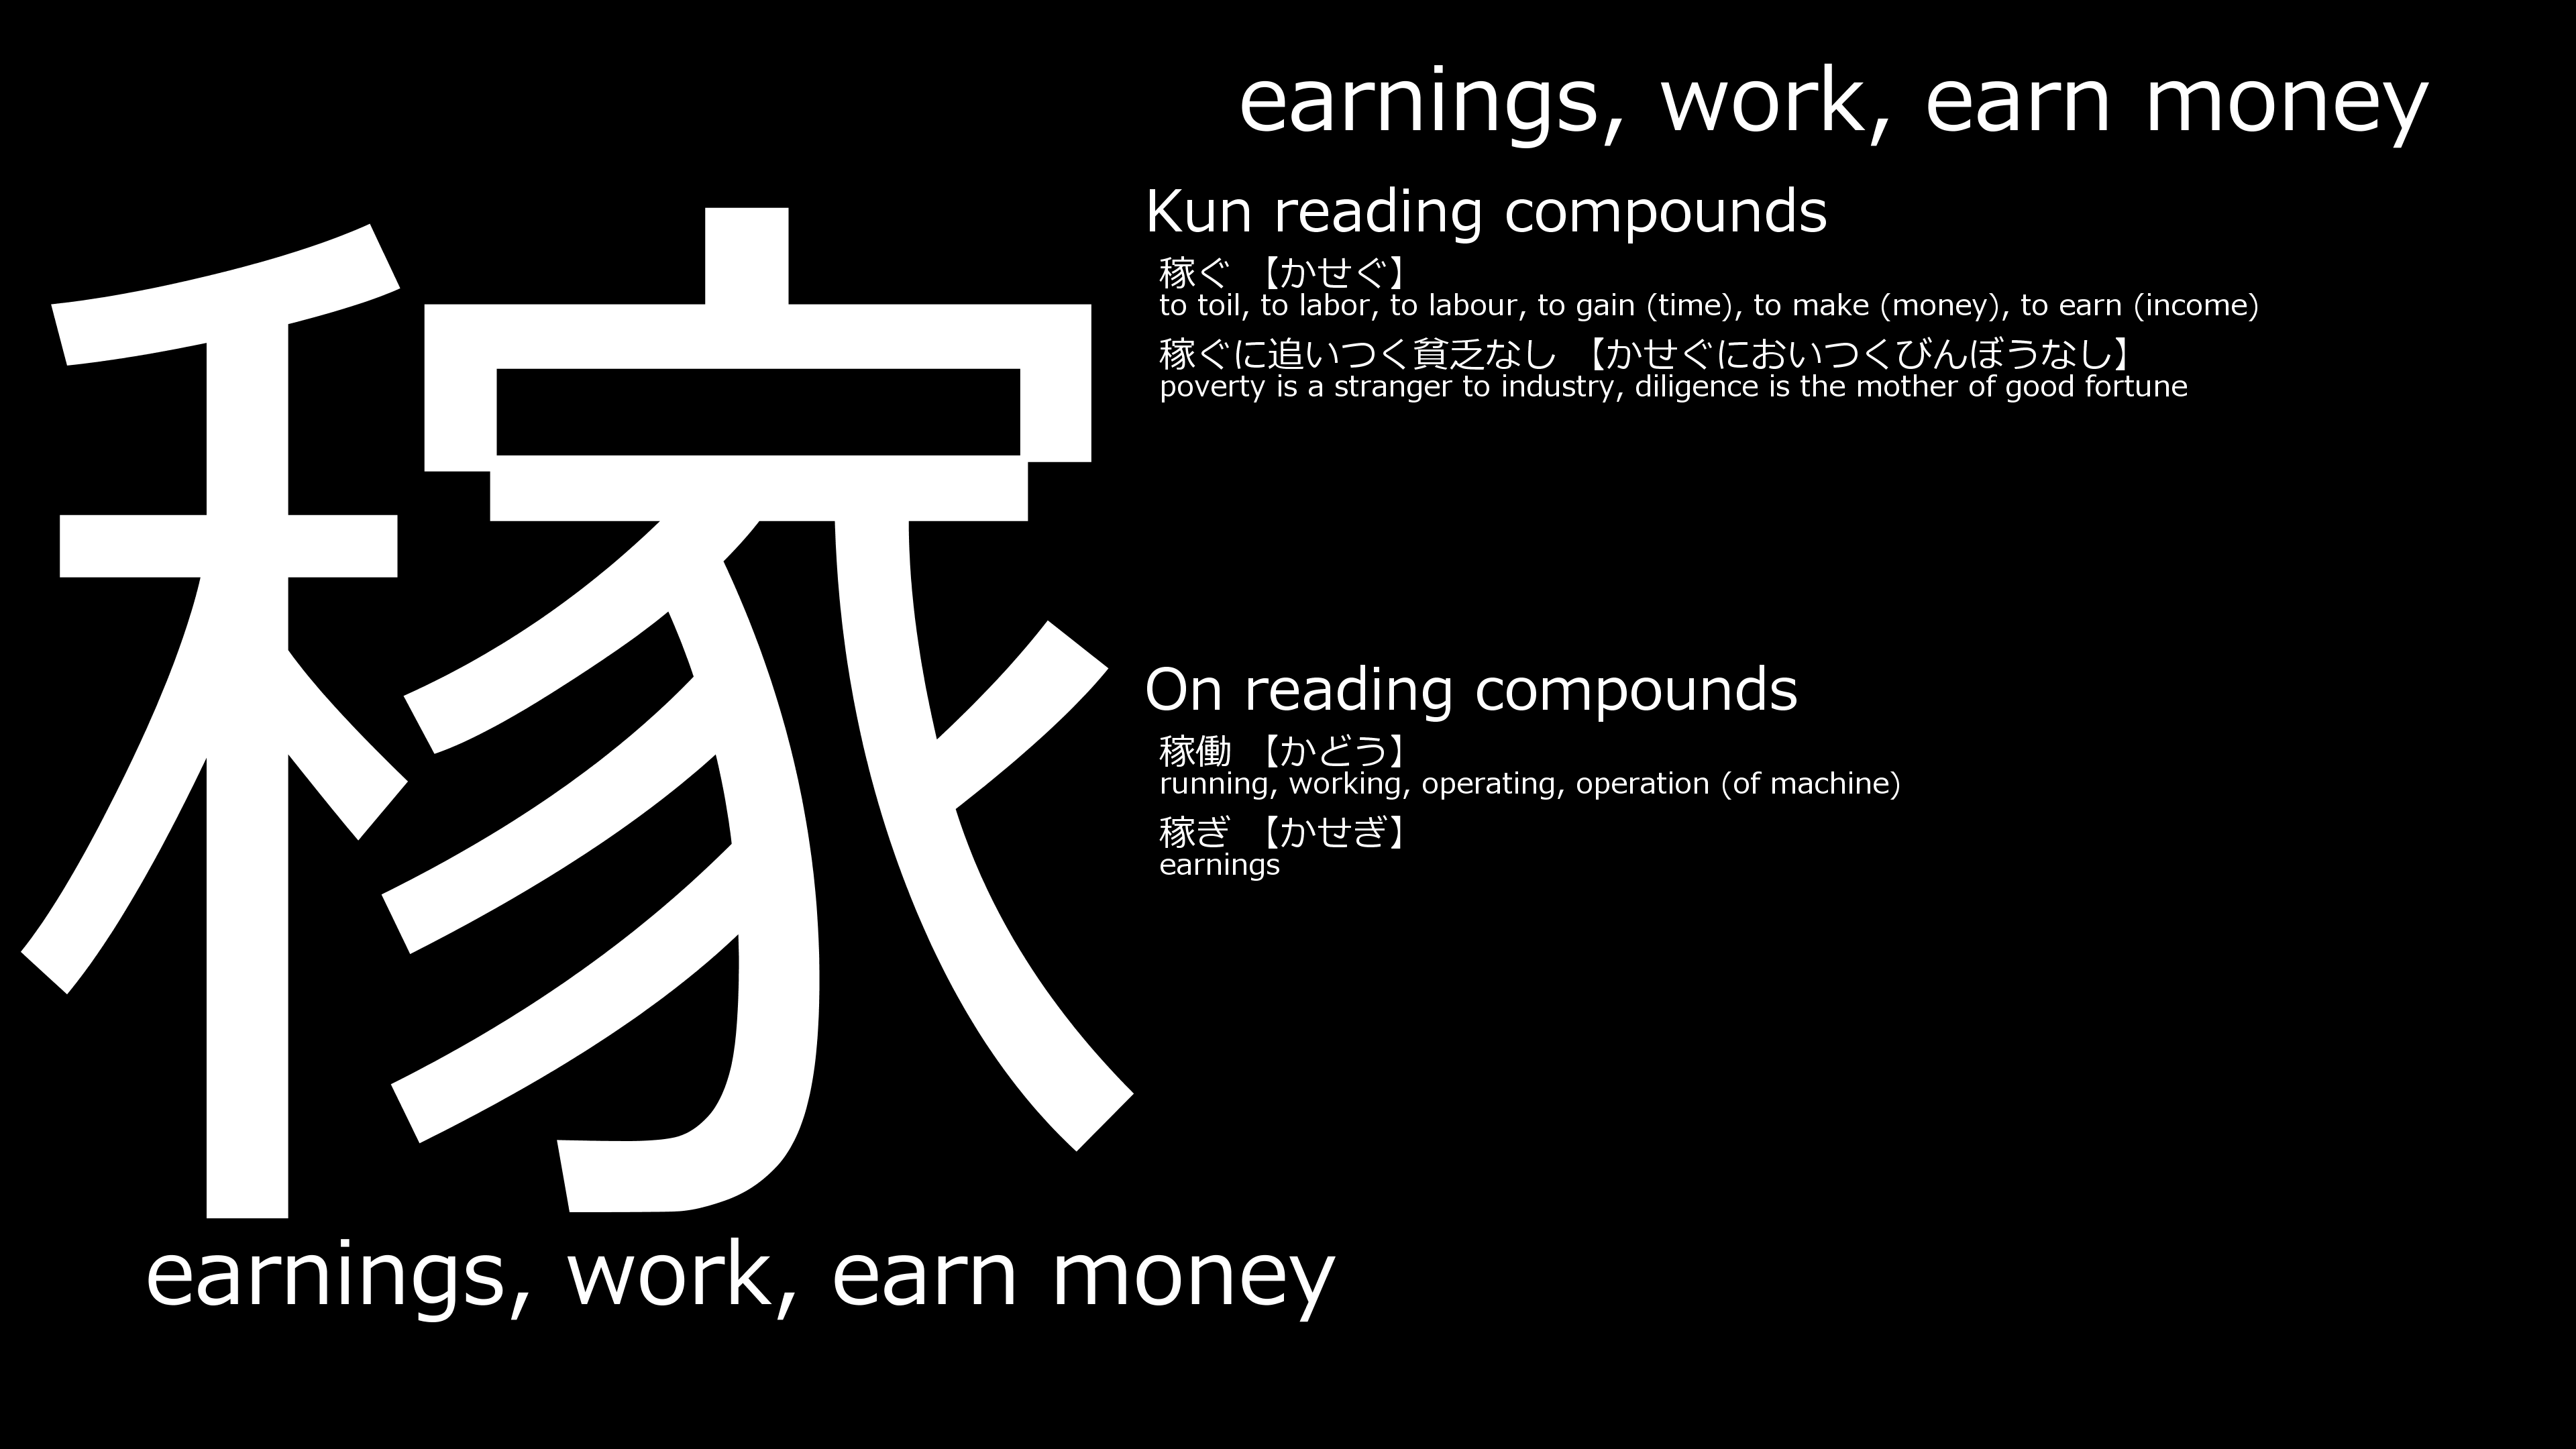 earnings, work, earn money
稼
Kun reading compounds
稼ぐ 【かせぐ】
to toil, to labor, to labour, to gain (time), to make (money), to earn (income)
稼ぐに追いつく貧乏なし 【かせぐにおいつくびんぼうなし】
poverty is a stranger to industry, diligence is the mother of good fortune
On reading compounds
稼働 【かどう】
running, working, operating, operation (of machine)
稼ぎ 【かせぎ】
earnings
earnings, work, earn money